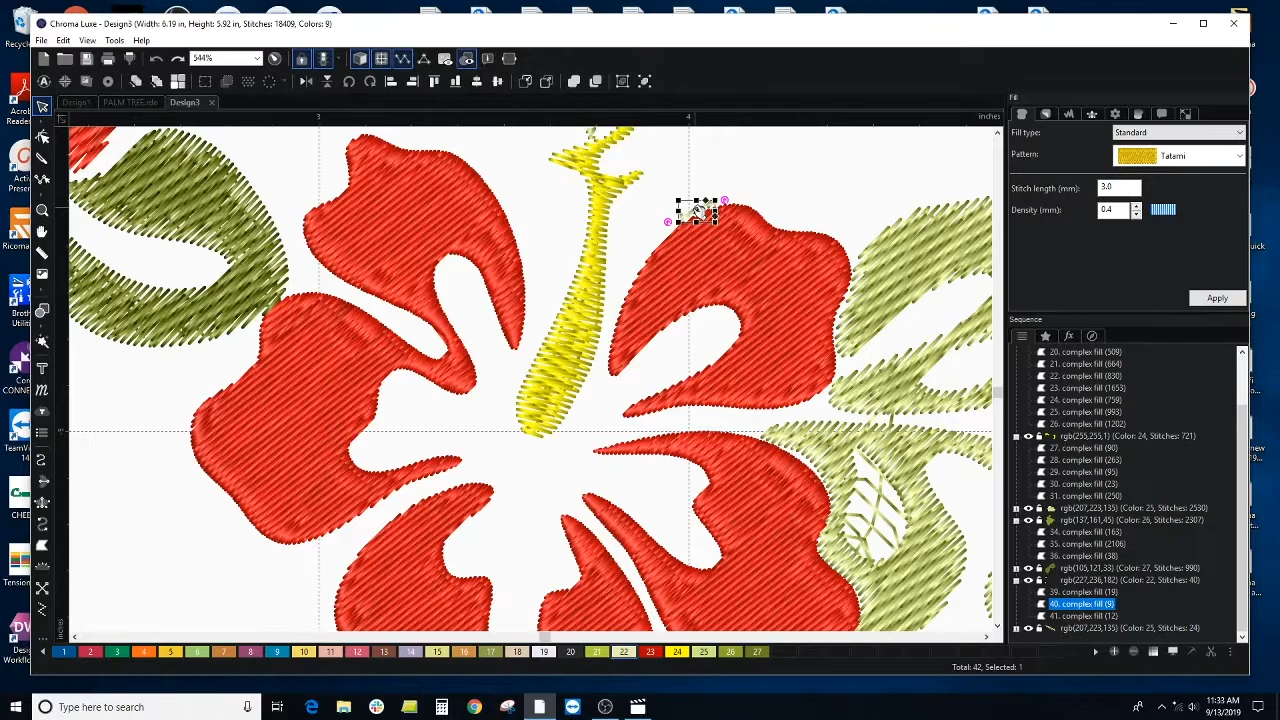 Recycl
Chroma Luxe - Design3 (Width: 6.19 in, Height: 5.92 in, Stitches: 18409, Colors: 9)
File Edit View Tools Help
544%
Design* PALM TREE.rde Design3
3 4 inches
Fill
Fill type: Standard
Pattern: Tatami
Stitch length (mm): 3.0
Density (mm): 0.4
Apply
Sequence
20. complex fill (509)
21. complex fill (664)
22. complex fill (830)
23. complex fill (1653)
24. complex fill (759)
25. complex fill (993)
26. complex fill (1202)
rgb(255,255,1) (Color: 24, Stitches: 721)
27. complex fill (90)
28. complex fill (263)
29. complex fill (95)
30. complex fill (23)
31. complex fill (250)
rgb(207,223,135) (Color: 25, Stitches: 2530)
rgb(137,161,45) (Color: 26, Stitches: 2307)
34. complex fill (163)
35. complex fill (2106)
36. complex fill (38)
rgb(105,121,33) (Color: 27, Stitches: 990)
rgb(227,236,182) (Color: 22, Stitches: 40)
39. complex fill (19)
40. complex fill (9)
41. complex fill (12)
rgb(207,223,135) (Color: 25, Stitches: 24)
inches
1 2 3 4 5 6 7 8 9 10 11 12 13 14 15 16 17 18 19 20 21 22 23 24 25 26 27
Total: 42, Selected: 1
Type here to search
11:33 AM
9/13/2019